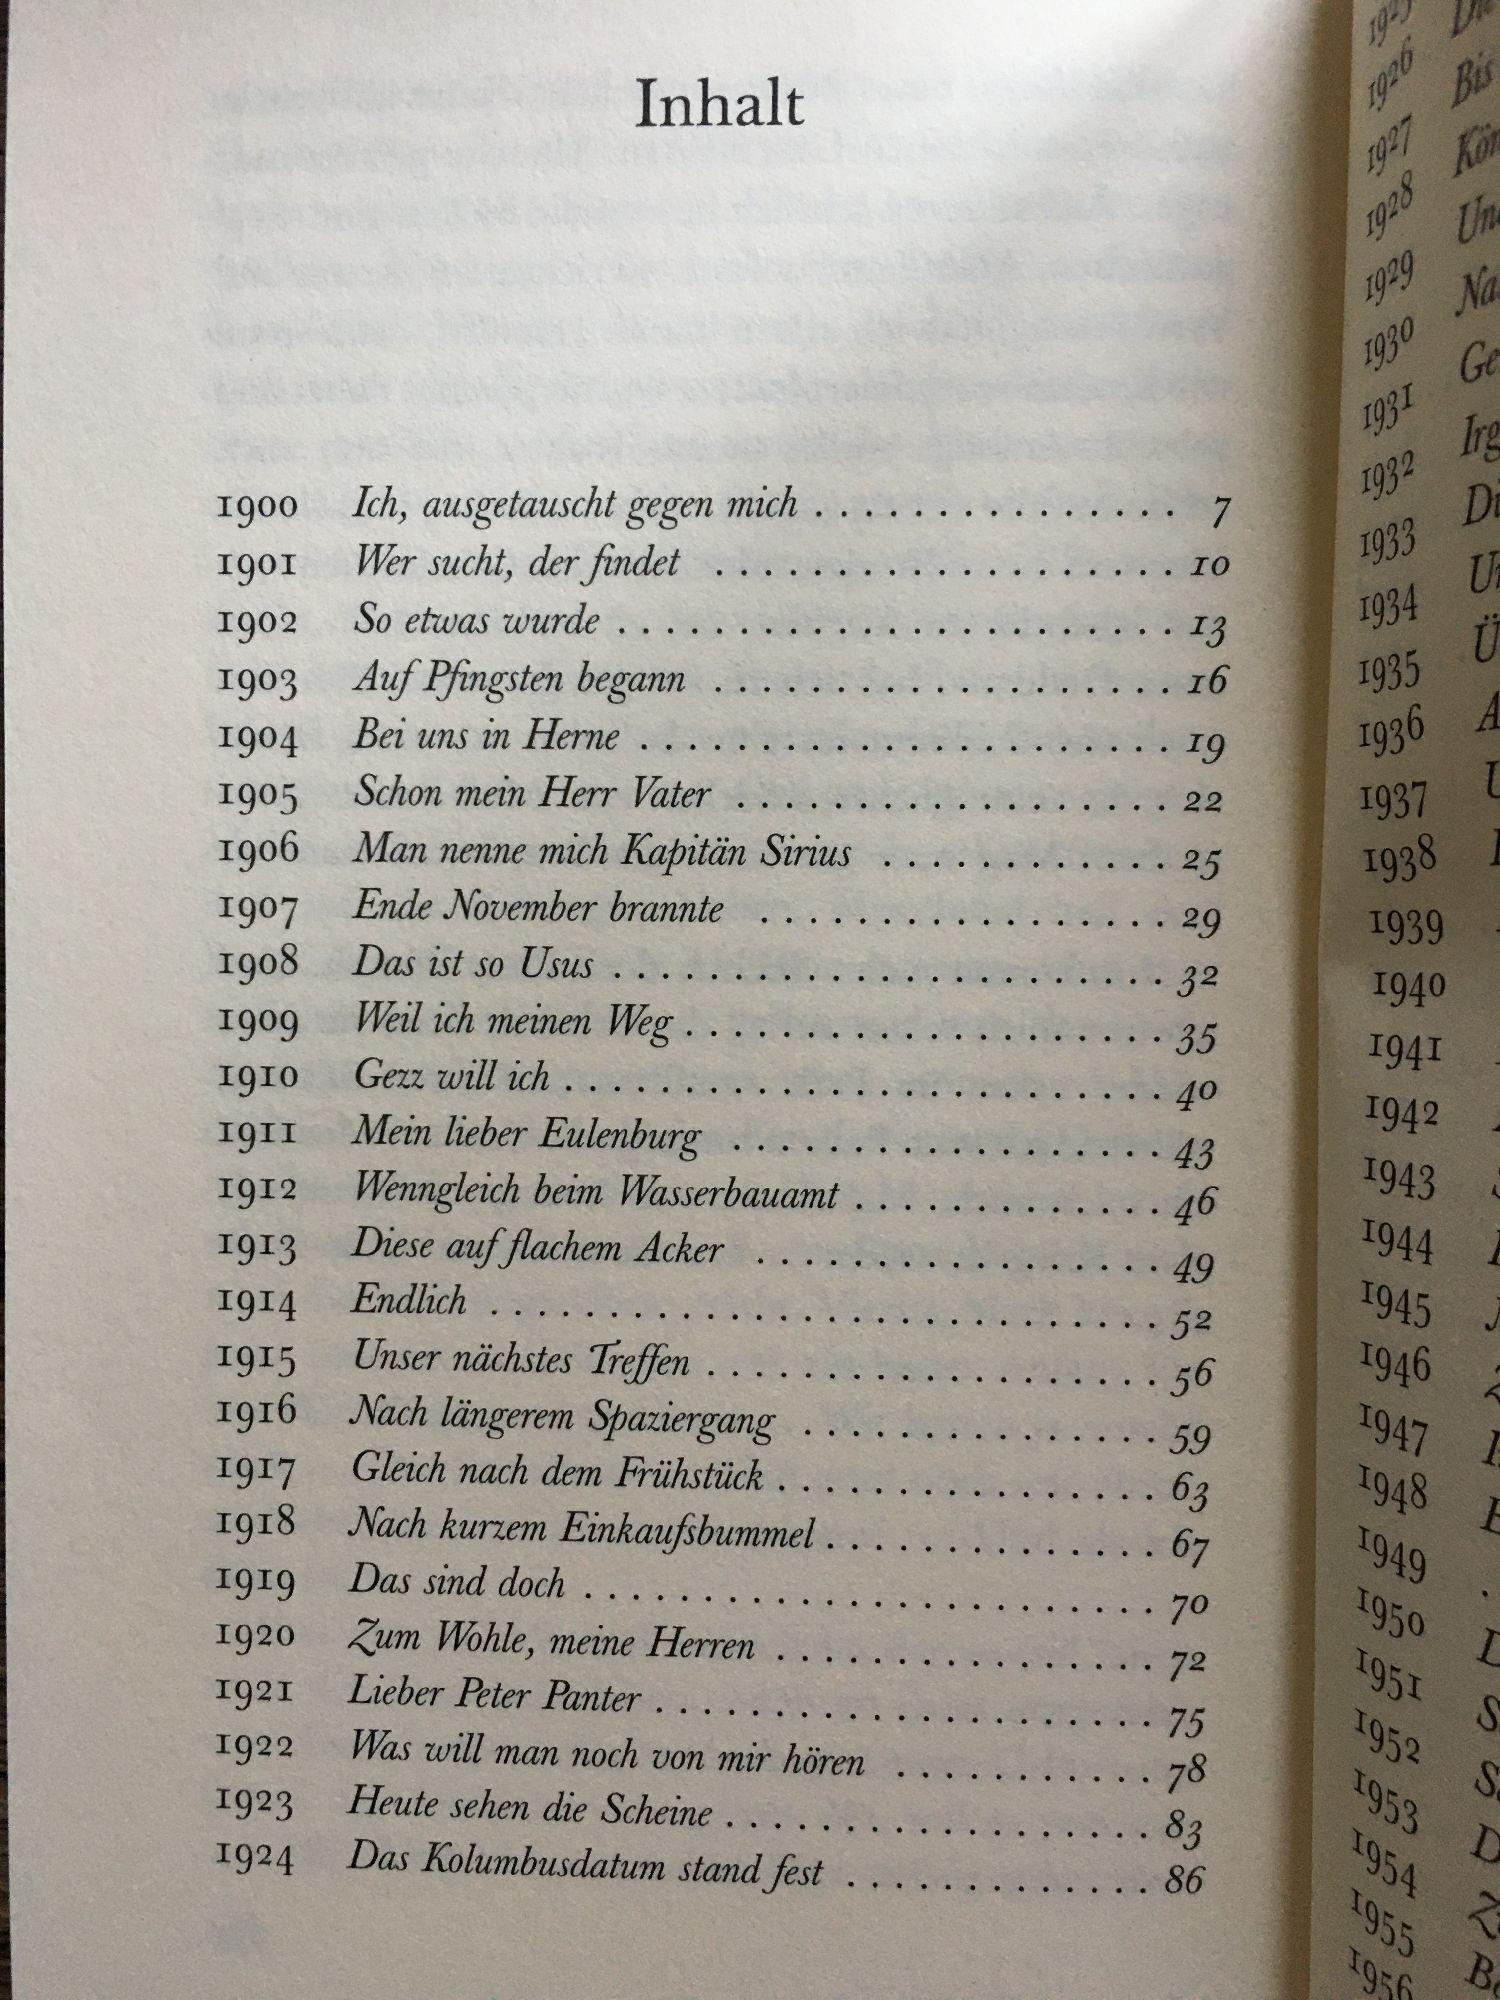 Inhalt
1900 Ich, ausgetauscht gegen mich . . . . . . . . . . . . . . . 7
1901 Wer sucht, der findet . . . . . . . . . . . . . . . . . . . 10
1902 So etwas wurde . . . . . . . . . . . . . . . . . . . . . . . 13
1903 Auf Pfingsten begann . . . . . . . . . . . . . . . . . . . 16
1904 Bei uns in Herne . . . . . . . . . . . . . . . . . . . . . . 19
1905 Schon mein Herr Vater . . . . . . . . . . . . . . . . . . 22
1906 Man nenne mich Kapitän Sirius . . . . . . . . . . . . 25
1907 Ende November brannte . . . . . . . . . . . . . . . . . 29
1908 Das ist so Usus . . . . . . . . . . . . . . . . . . . . . . . 32
1909 Weil ich meinen Weg . . . . . . . . . . . . . . . . . . . . 35
1910 Gezz will ich . . . . . . . . . . . . . . . . . . . . . . . . . 40
1911 Mein lieber Eulenburg . . . . . . . . . . . . . . . . . . 43
1912 Wenngleich beim Wasserbauamt . . . . . . . . . . . . . 46
1913 Diese auf flachem Acker . . . . . . . . . . . . . . . . . 49
1914 Endlich . . . . . . . . . . . . . . . . . . . . . . . . . . . . 52
1915 Unser nächstes Treffen . . . . . . . . . . . . . . . . . . . 56
1916 Nach längerem Spaziergang . . . . . . . . . . . . . . . 59
1917 Gleich nach dem Frühstück . . . . . . . . . . . . . . . . 63
1918 Nach kurzem Einkaufsbummel . . . . . . . . . . . . . . 67
1919 Das sind doch . . . . . . . . . . . . . . . . . . . . . . . . 70
1920 Zum Wohle, meine Herren . . . . . . . . . . . . . . . . 72
1921 Lieber Peter Panter . . . . . . . . . . . . . . . . . . . . . 75
1922 Was will man noch von mir hören . . . . . . . . . . . 78
1923 Heute sehen die Scheine . . . . . . . . . . . . . . . . . . 83
1924 Das Kolumbusdatum stand fest . . . . . . . . . . . . . 86
1925
1926 Bis
1927
1928
1929
1930
1931
1932
1933
1934
1935
1936
1937
1938
1939
1940
1941
1942
1943
1944
1945
1946
1947
1948
1949
1950
1951
1952
1953
1954
1955
1956